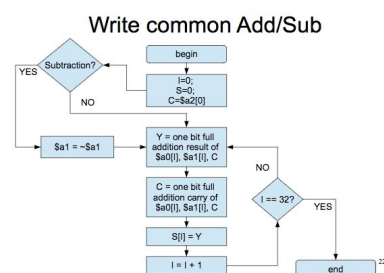 Write common Add/Sub
begin
Subtraction?
YES
I=0;
S=0;
C=$a2[0]
NO
$a1 = ~$a1
Y = one bit full
addition result of
$a0[I], $a1[I], C
NO
C = one bit full
addition carry of
$a0[I], $a1[I], C
I == 32?
YES
S[I] = Y
I = I + 1
end
22